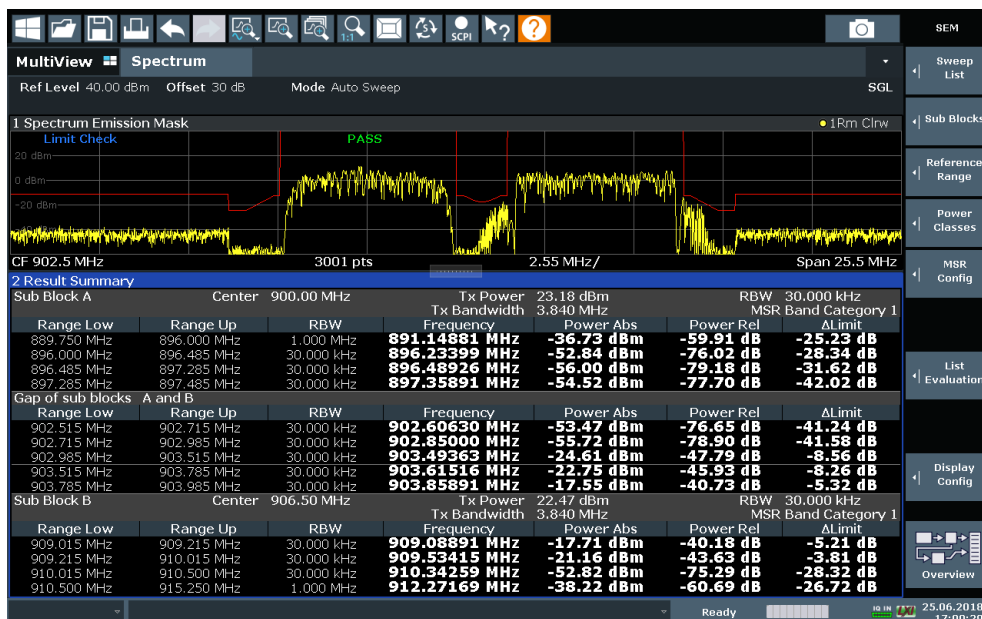 1:1
SCPI
SEM
MultiView Spectrum
Ref Level 40.00 dBm Offset 30 dB Mode Auto Sweep SGL
1 Spectrum Emission Mask 1Rm Clrw
Limit Check PASS
20 dBm
0 dBm
-20 dBm
CF 902.5 MHz 3001 pts 2.55 MHz/ Span 25.5 MHz
2 Result Summary
Sub Block A Center 900.00 MHz Tx Power 23.18 dBm RBW 30.000 kHz
Tx Bandwidth 3.840 MHz MSR Band Category 1
Range Low Range Up RBW Frequency Power Abs Power Rel ΔLimit
889.750 MHz 896.000 MHz 1.000 MHz 891.14881 MHz -36.73 dBm -59.91 dB -25.23 dB
896.000 MHz 896.485 MHz 30.000 kHz 896.23399 MHz -52.84 dBm -76.02 dB -28.34 dB
896.485 MHz 897.285 MHz 30.000 kHz 896.48926 MHz -56.00 dBm -79.18 dB -31.62 dB
897.285 MHz 897.485 MHz 30.000 kHz 897.35891 MHz -54.52 dBm -77.70 dB -42.02 dB
Gap of sub blocks A and B
Range Low Range Up RBW Frequency Power Abs Power Rel ΔLimit
902.515 MHz 902.715 MHz 30.000 kHz 902.60630 MHz -53.47 dBm -76.65 dB -41.24 dB
902.715 MHz 902.985 MHz 30.000 kHz 902.85000 MHz -55.72 dBm -78.90 dB -41.58 dB
902.985 MHz 903.515 MHz 30.000 kHz 903.49363 MHz -24.61 dBm -47.79 dB -8.56 dB
903.515 MHz 903.785 MHz 30.000 kHz 903.61516 MHz -22.75 dBm -45.93 dB -8.26 dB
903.785 MHz 903.985 MHz 30.000 kHz 903.85891 MHz -17.55 dBm -40.73 dB -5.32 dB
Sub Block B Center 906.50 MHz Tx Power 22.47 dBm RBW 30.000 kHz
Tx Bandwidth 3.840 MHz MSR Band Category 1
Range Low Range Up RBW Frequency Power Abs Power Rel ΔLimit
909.015 MHz 909.215 MHz 30.000 kHz 909.08891 MHz -17.71 dBm -40.18 dB -5.21 dB
909.215 MHz 910.015 MHz 30.000 kHz 909.53415 MHz -21.16 dBm -43.63 dB -3.81 dB
910.015 MHz 910.500 MHz 30.000 kHz 910.34259 MHz -52.82 dBm -75.29 dB -28.32 dB
910.500 MHz 915.250 MHz 1.000 MHz 912.27169 MHz -38.22 dBm -60.69 dB -26.72 dB
Sweep
List
Sub Blocks
Reference
Range
Power
Classes
MSR
Config
List
Evaluation
Display
Config
Overview
Ready IQ IN LXI 25.06.2018